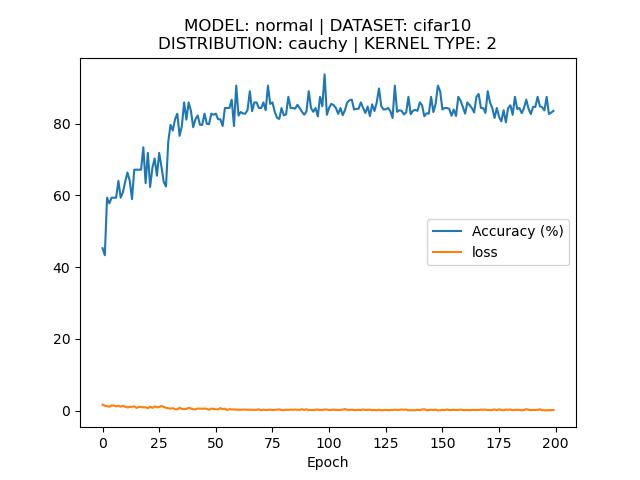 MODEL: normal | DATASET: cifar10
DISTRIBUTION: cauchy | KERNEL TYPE: 2
80
60
40
20
0
Accuracy (%)
loss
0 25 50 75 100 125 150 175 200
Epoch